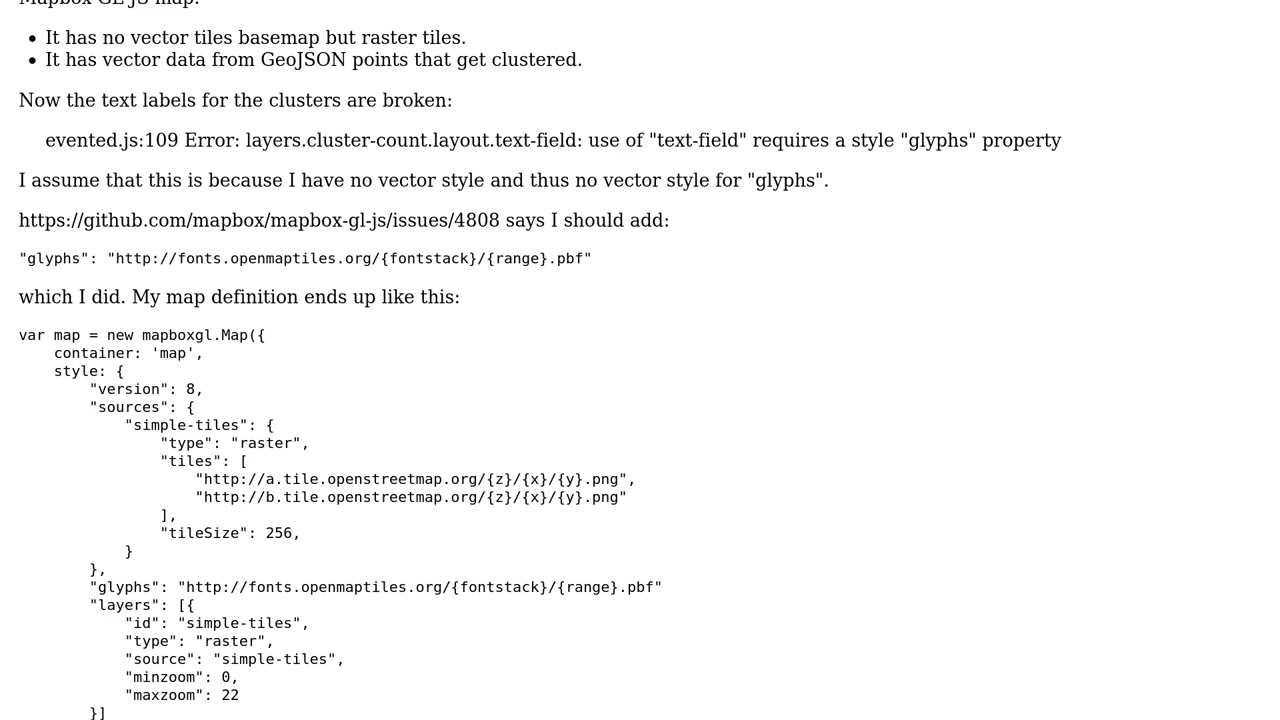 Mapbox GL JS map:
It has no vector tiles basemap but raster tiles.
It has vector data from GeoJSON points that get clustered.
Now the text labels for the clusters are broken:
evented.js:109 Error: layers.cluster-count.layout.text-field: use of "text-field" requires a style "glyphs" property
I assume that this is because I have no vector style and thus no vector style for "glyphs".
https://github.com/mapbox/mapbox-gl-js/issues/4808 says I should add:
"glyphs": "http://fonts.openmaptiles.org/{fontstack}/{range}.pbf"
which I did. My map definition ends up like this:
var map = new mapboxgl.Map({
    container: 'map',
    style: {
        "version": 8,
        "sources": {
            "simple-tiles": {
                "type": "raster",
                "tiles": [
                    "http://a.tile.openstreetmap.org/{z}/{x}/{y}.png",
                    "http://b.tile.openstreetmap.org/{z}/{x}/{y}.png"
                ],
                "tileSize": 256,
            }
        },
        "glyphs": "http://fonts.openmaptiles.org/{fontstack}/{range}.pbf"
        "layers": [{
            "id": "simple-tiles",
            "type": "raster",
            "source": "simple-tiles",
            "minzoom": 0,
            "maxzoom": 22
        }]